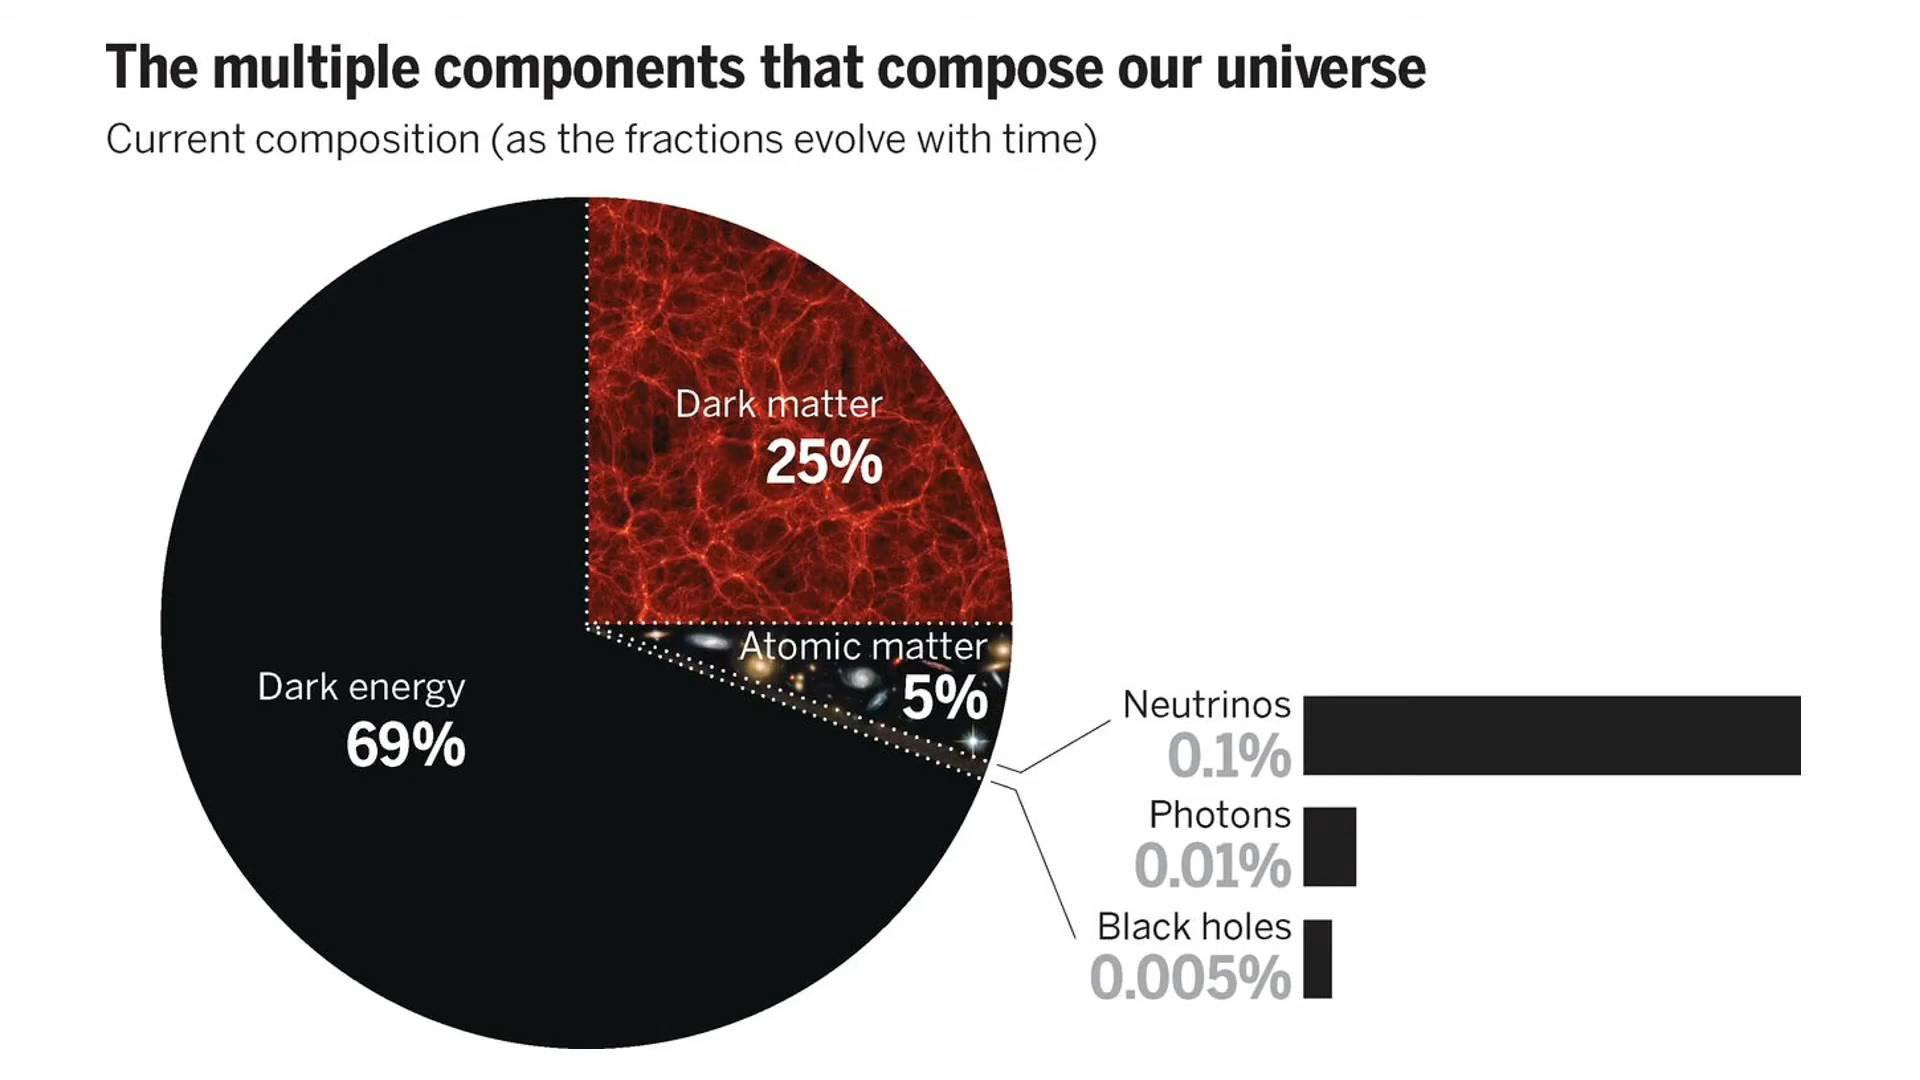 The multiple components that compose our universe
Current composition (as the fractions evolve with time)
Dark matter
25%
Atomic matter
5%
Dark energy
69%
Neutrinos
0.1%
Photons
0.01%
Black holes
0.005%